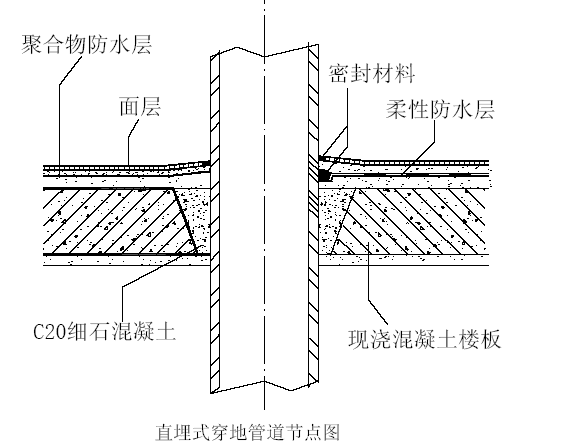 聚合物防水层
密封材料
面层
柔性防水层
C20细石混凝土
现浇混凝土楼板
直埋式穿地管道节点图